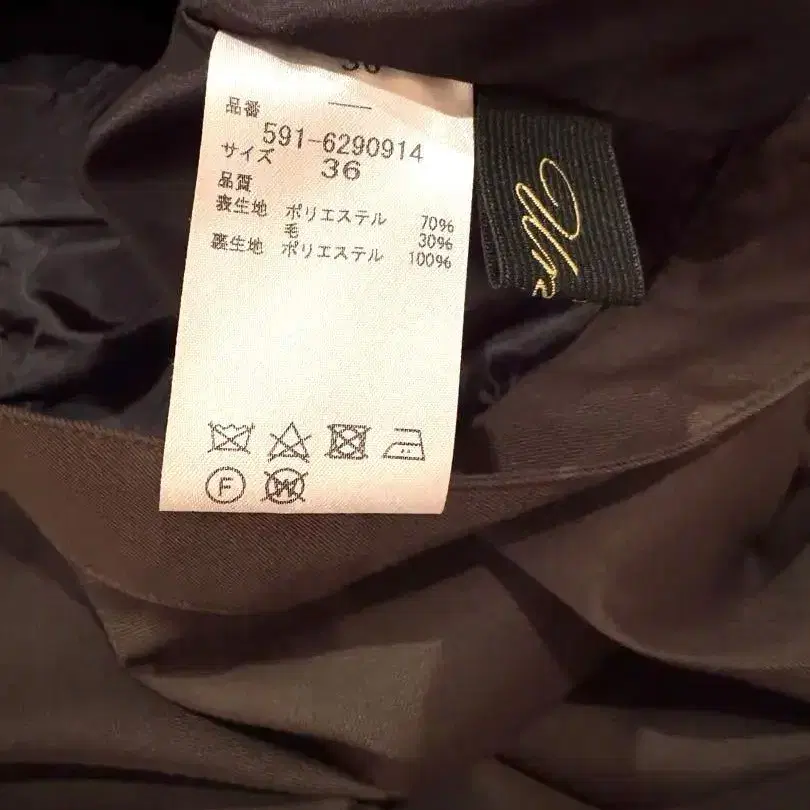 品番
591-6290914
サイズ 36
品質
表生地 ポリエステル 70%
毛 30%
裏生地 ポリエステル 100%
F
W